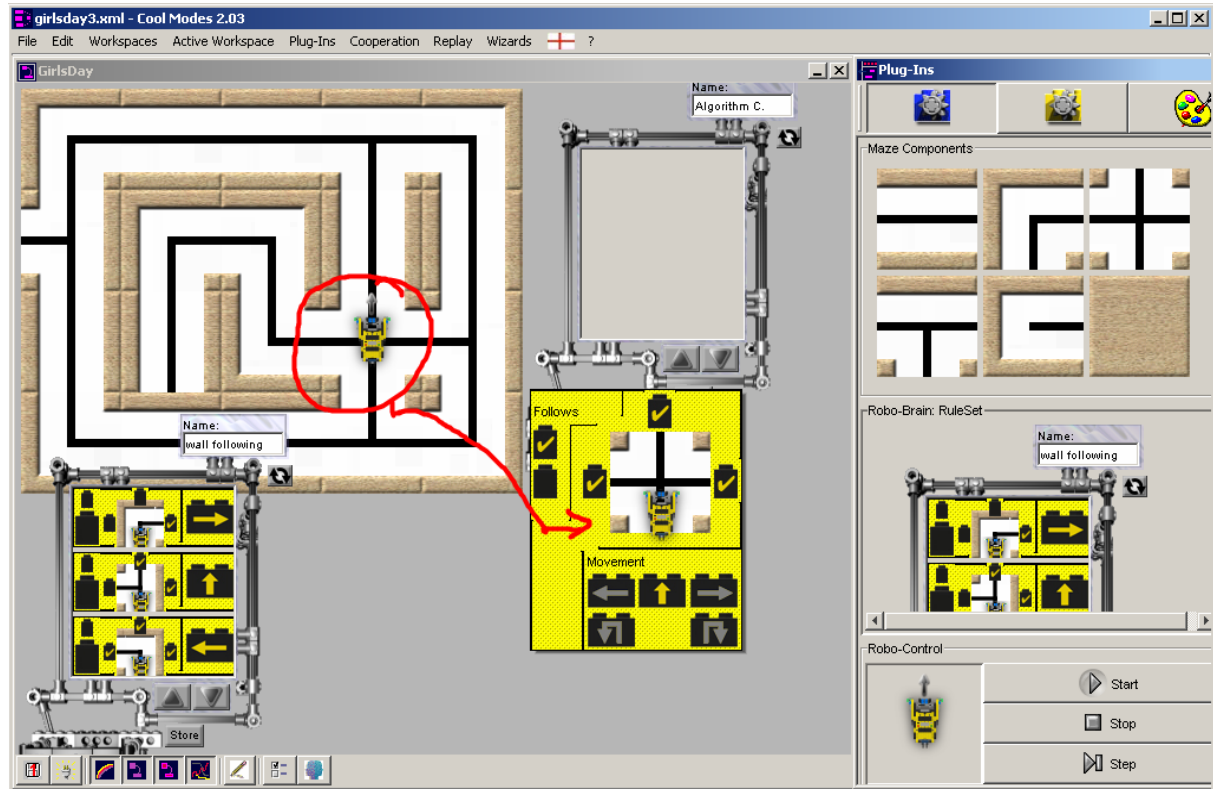 girlsday3.xml - Cool Modes 2.03
File Edit Workspaces Active Workspace Plug-Ins Cooperation Replay Wizards ?
GirlsDay
Name:
Algorithm C.
Follows
Movement
Name:
wall following
Store
Plug-Ins
Maze Components
Robo-Brain: RuleSet
Name:
wall following
Robo-Control
Start
Stop
Step